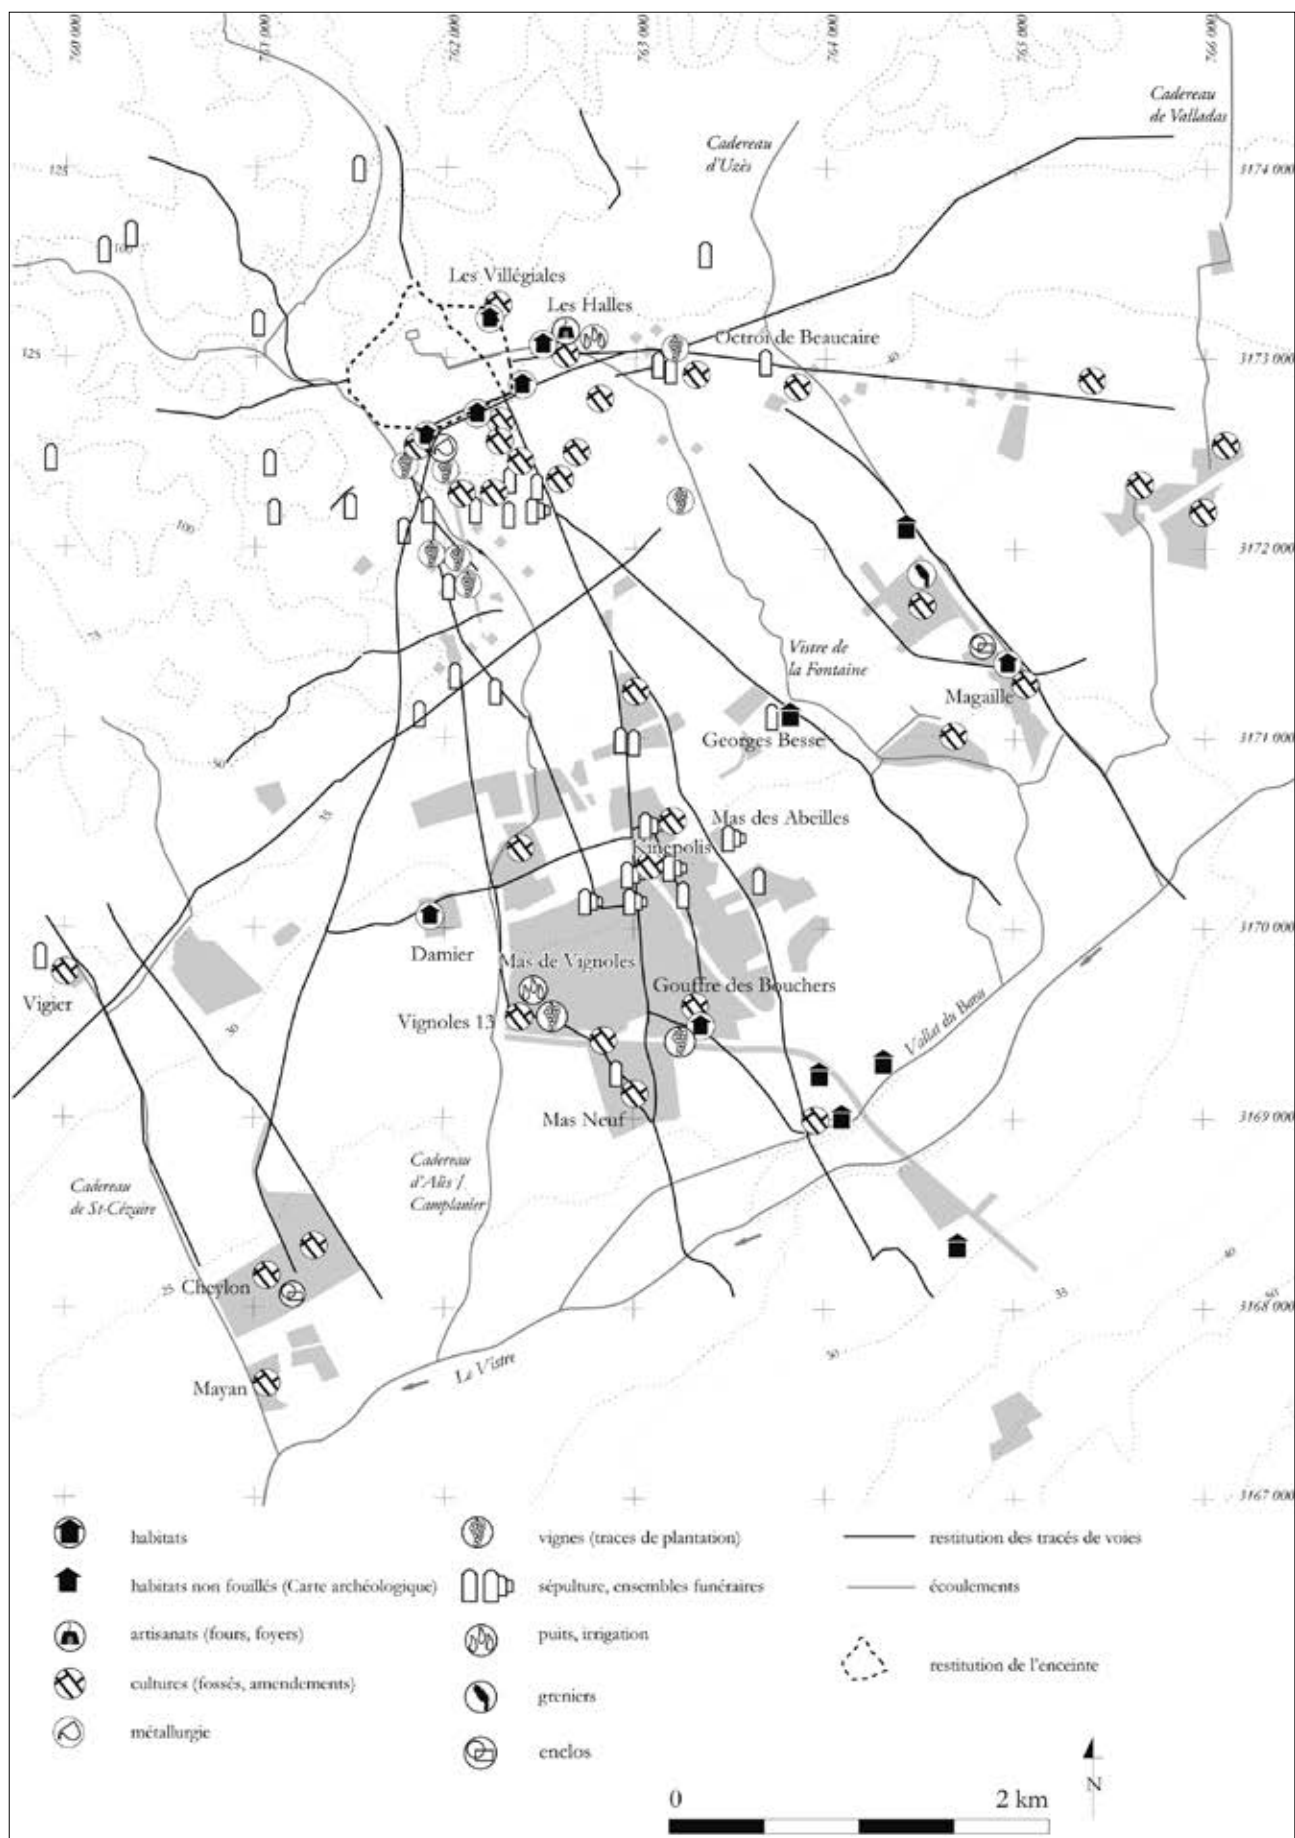 760 000
761 000
762 000
763 000
764 000
765 000
766 000
Cadereau
de Valladas
Cadereau
d'Uzès
125
3174 000
100
Les Villégiales
Les Halles
Octroi de Beaucaire
125
40
3173 000
100
3172 000
75
Vistre de
la Fontaine
Magaille
50
Georges Besse
3171 000
35
Mas des Abeilles
Kinépolis
Damier
3170 000
Vigier
Mas de Vignoles
Gouffre des Bouchers
30
Vignoles 13
Vallat du Bana
Mas Neuf
3169 000
Cadereau
d'Alès /
Camplanier
Cadereau
de St-Cézaire
Cheylon
25
40
35
3168 000
Mayan
Le Vistre
30
3167 000
habitats
habitats non fouillés (Carte archéologique)
artisanats (fours, foyers)
cultures (fossés, amendements)
métallurgie
vignes (traces de plantation)
sépulture, ensembles funéraires
puits, irrigation
greniers
enclos
restitution des tracés de voies
écoulements
restitution de l'enceinte
N
0
2 km